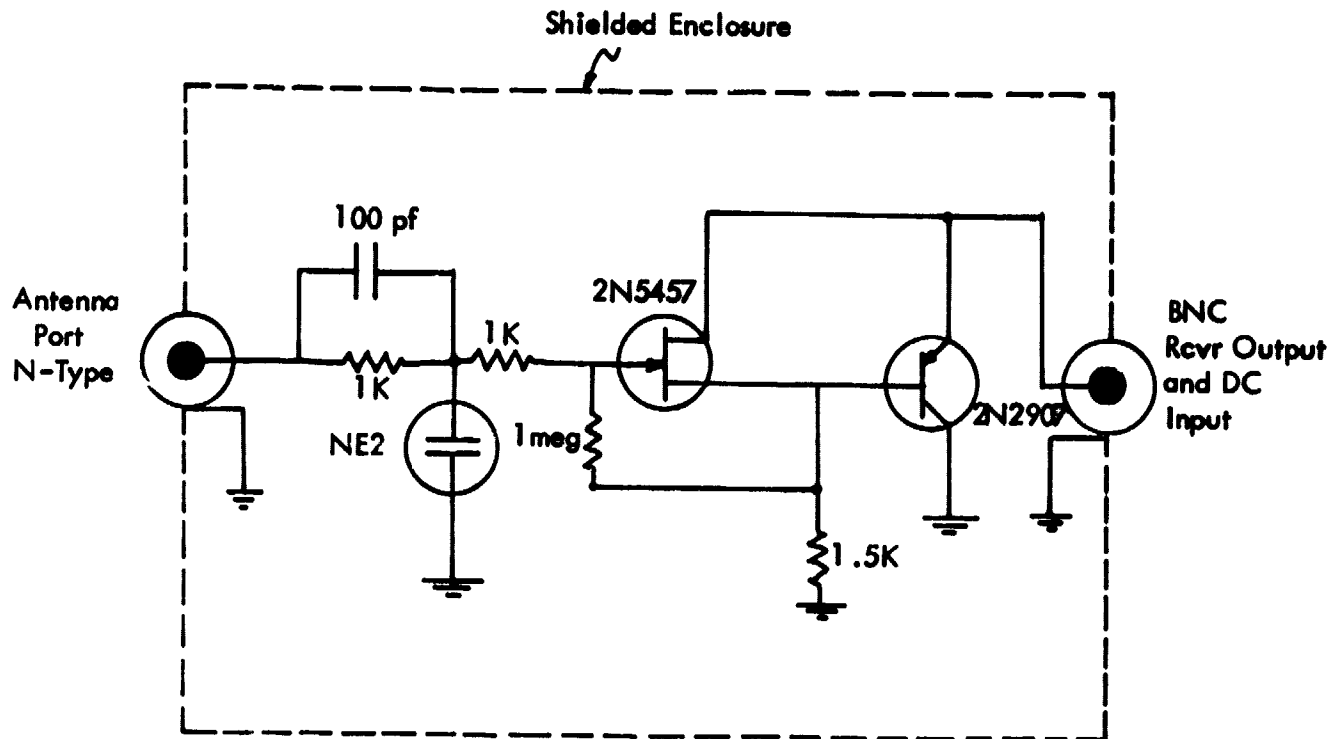 Shielded Enclosure
100 pf
2N5457
Antenna
Port
N-Type
1K
1K
BNC
Rcvr Output
and DC
Input
NE2
1meg
1.5K